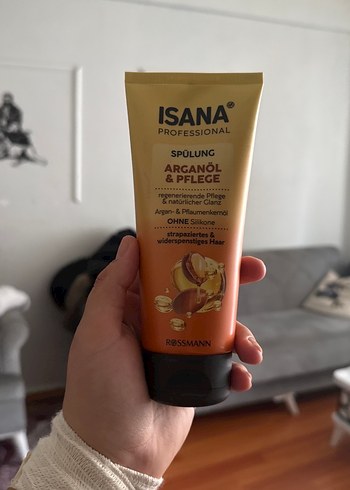 ISANA
PROFESSIONAL
SPÜLUNG
ARGANÖL
& PFLEGE
regenerierende Pflege
& natürlicher Glanz
Argan- & Pflaumenkernöl
OHNE Silikone
strapaziertes &
widerspenstiges Haar
ROSSMANN